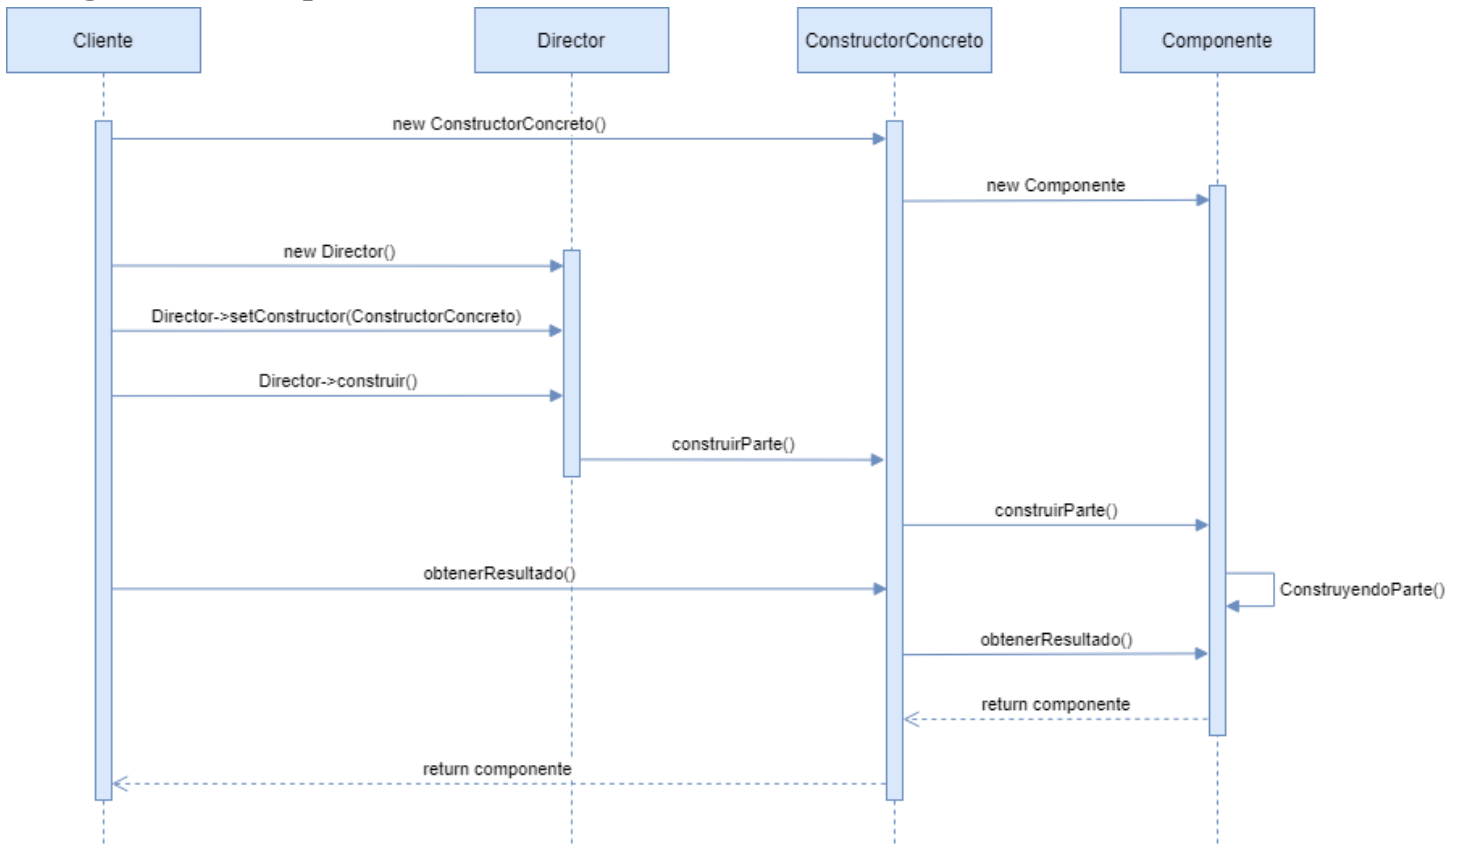 Cliente
Director
ConstructorConcreto
Componente
new ConstructorConcreto()
new Componente
new Director()
Director->setConstructor(ConstructorConcreto)
Director->construir()
construirParte()
construirParte()
obtenerResultado()
ConstruyendoParte()
obtenerResultado()
return componente
return componente